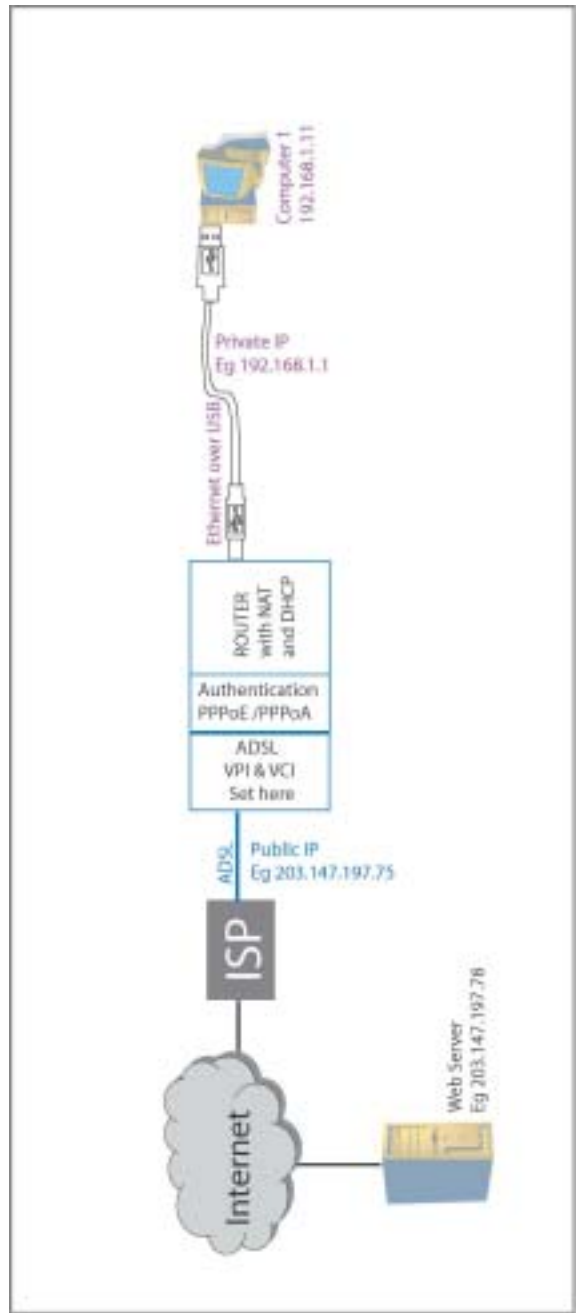 Internet
ISP
ADSL
Public IP
Eg 203.147.197.75
ADSL
VPI & VCI
Set here
Authentication
PPPoE /PPPoA
ROUTER
with NAT
and DHCP
Ethernet over USB
Private IP
Eg 192.168.1.1
Computer 1
192.168.1.11
Web Server
Eg 203.147.197.78